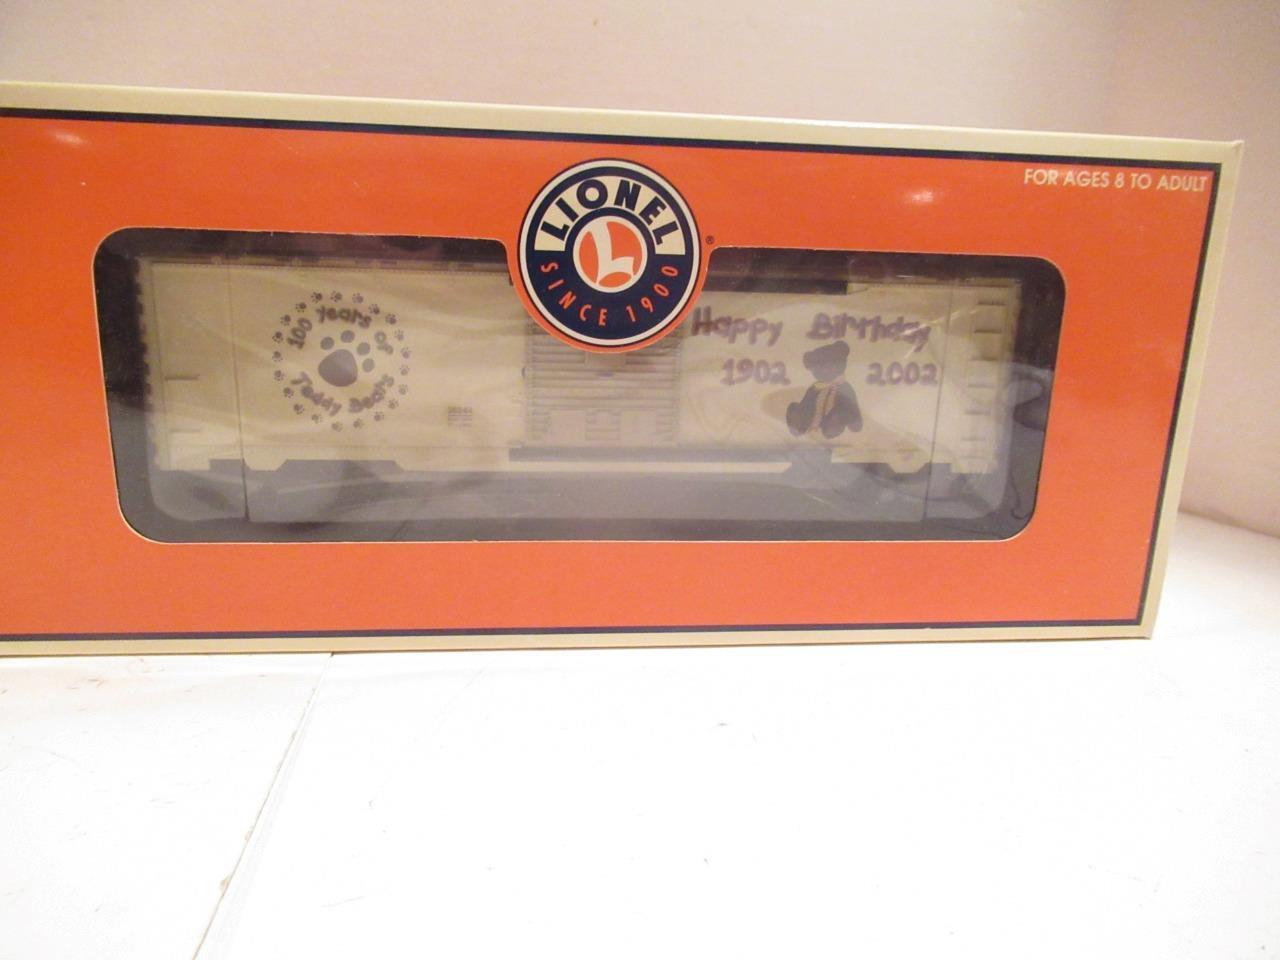 FOR AGES 8 TO ADULT
LIONEL
L
SINCE 1900
®
100 Years of
Teddy Bears
Happy Birthday
1902 2002